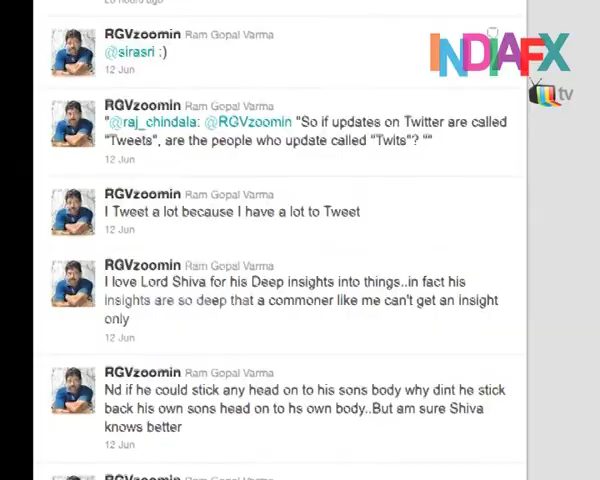 20 hours ago
INDIAFX
tv
RGVzoomin Ram Gopal Varma
@sirasri :)
12 Jun
RGVzoomin Ram Gopal Varma
"@raj_chindala: @RGVzoomin "So if updates on Twitter are called
"Tweets", are the people who update called "Twits"? ""
12 Jun
RGVzoomin Ram Gopal Varma
I Tweet a lot because I have a lot to Tweet
12 Jun
RGVzoomin Ram Gopal Varma
I love Lord Shiva for his Deep insights into things..in fact his
insights are so deep that a commoner like me can't get an insight
only
12 Jun
RGVzoomin Ram Gopal Varma
Nd if he could stick any head on to his sons body why dint he stick
back his own sons head on to hs own body..But am sure Shiva
knows better
12 Jun
RGVzoomin Ram Gopal Varma